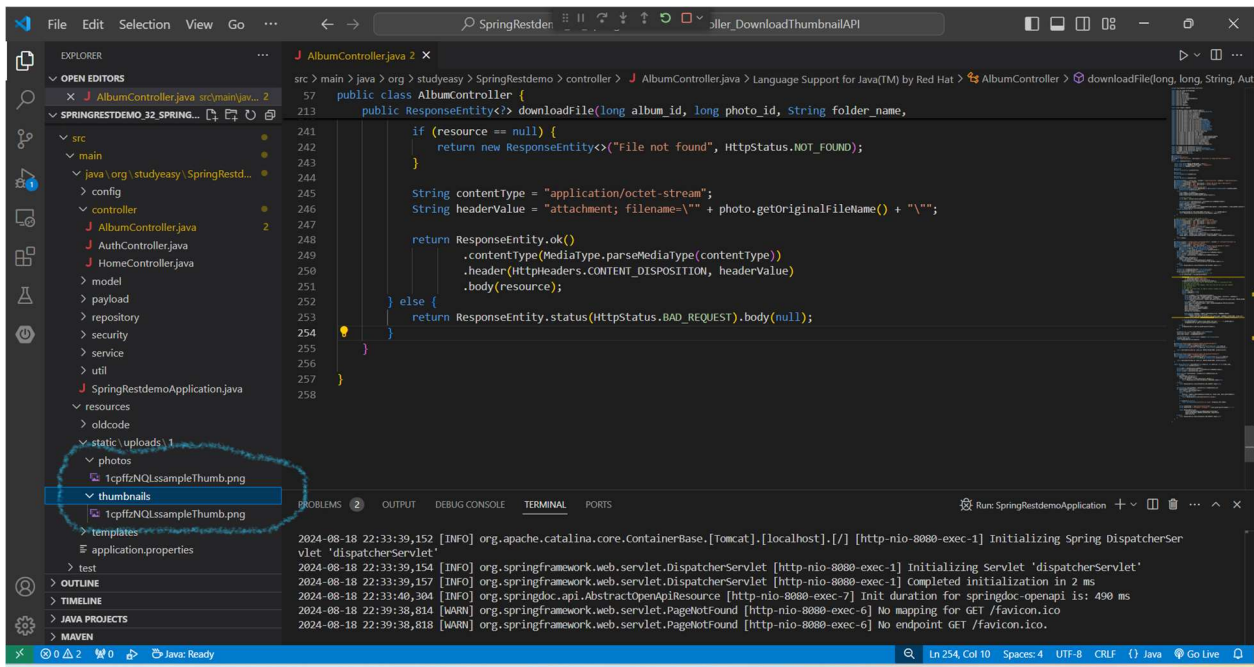 File Edit Selection View Go ···
SpringRestden
oller_DownloadThumbnailAPI
EXPLORER
OPEN EDITORS
AlbumController.java src\main\jav... 2
SPRINGRESTDEMO_32_SPRING...
src
main
java\org\studyeasy\SpringRestd...
config
controller
J AlbumController.java 2
J AuthController.java
J HomeController.java
model
payload
repository
security
service
util
J SpringRestdemoApplication.java
resources
oldcode
static\uploads\1
photos
1cpffzNQLssampleThumb.png
thumbnails
1cpffzNQLssampleThumb.png
templates
application.properties
test
OUTLINE
TIMELINE
JAVA PROJECTS
MAVEN
J AlbumController.java 2 ×
src > main > java > org > studyeasy > SpringRestdemo > controller > J AlbumController.java > Language Support for Java(TM) by Red Hat > AlbumController > downloadFile(long, long, String, Aut
57 public class AlbumController {
213 public ResponseEntity<?> downloadFile(long album_id, long photo_id, String folder_name,
241 if (resource == null) {
242 return new ResponseEntity<>("File not found", HttpStatus.NOT_FOUND);
243 }
244
245 String contentType = "application/octet-stream";
246 String headerValue = "attachment; filename=\"" + photo.getOriginalFileName() + "\"";
247
248 return ResponseEntity.ok()
249 .contentType(MediaType.parseMediaType(contentType))
250 .header(HttpHeaders.CONTENT_DISPOSITION, headerValue)
251 .body(resource);
252 } else {
253 return ResponseEntity.status(HttpStatus.BAD_REQUEST).body(null);
254 }
255 }
256
257 }
258
PROBLEMS 2 OUTPUT DEBUG CONSOLE TERMINAL PORTS
Run: SpringRestdemoApplication
2024-08-18 22:33:39,152 [INFO] org.apache.catalina.core.ContainerBase.[Tomcat].[localhost].[/] [http-nio-8080-exec-1] Initializing Spring DispatcherSer
vlet 'dispatcherServlet'
2024-08-18 22:33:39,154 [INFO] org.springframework.web.servlet.DispatcherServlet [http-nio-8080-exec-1] Initializing Servlet 'dispatcherServlet'
2024-08-18 22:33:39,157 [INFO] org.springframework.web.servlet.DispatcherServlet [http-nio-8080-exec-1] Completed initialization in 2 ms
2024-08-18 22:33:40,304 [INFO] org.springdoc.api.AbstractOpenApiResource [http-nio-8080-exec-7] Init duration for springdoc-openapi is: 490 ms
2024-08-18 22:39:38,814 [WARN] org.springframework.web.servlet.PageNotFound [http-nio-8080-exec-6] No mapping for GET /favicon.ico
2024-08-18 22:39:38,818 [WARN] org.springframework.web.servlet.PageNotFound [http-nio-8080-exec-6] No endpoint GET /favicon.ico.
0 2 0 Java: Ready
Ln 254, Col 10 Spaces: 4 UTF-8 CRLF {} Java Go Live